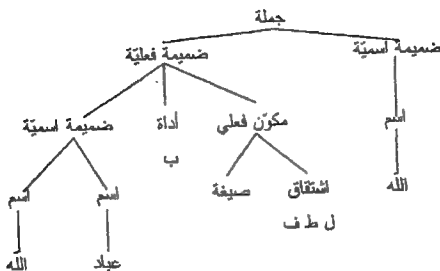 جملة
ضميمة اسميّة ضميمة فعليّة
اسم مكوّن فعلي أداة ضميمة اسميّة
ب
الله اشتقاق صيغة اسم اسم
ل ط ف
عباد الله